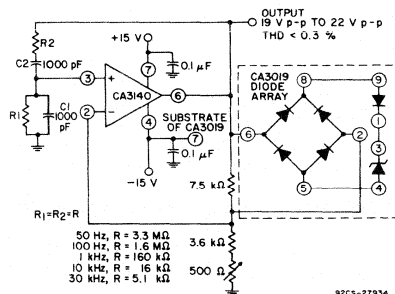 OUTPUT
19 V p-p TO 22 V p-p
THD < 0.3 %
+15 V
R2
C2
1000 pF
7
0.1 µF
3
+
CA3140
6
2
–
4
R1
C1
1000
pF
SUBSTRATE
OF CA3019
7
0.1 µF
–15 V
CA3019
DIODE
ARRAY
8
9
6
2
1
3
5
4
7.5 kΩ
R1=R2=R
50 Hz, R = 3.3 MΩ
100 Hz, R = 1.6 MΩ
1 kHz, R = 160 kΩ
10 kHz, R = 16 kΩ
30 kHz, R = 5.1 kΩ
3.6 kΩ
500 Ω
92CS-27934